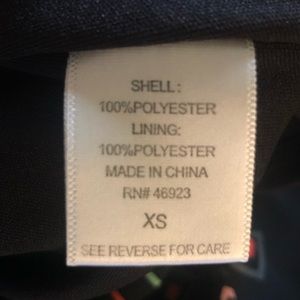 SHELL:
100%POLYESTER
LINING:
100%POLYESTER
MADE IN CHINA
RN# 46923
XS
SEE REVERSE FOR CARE